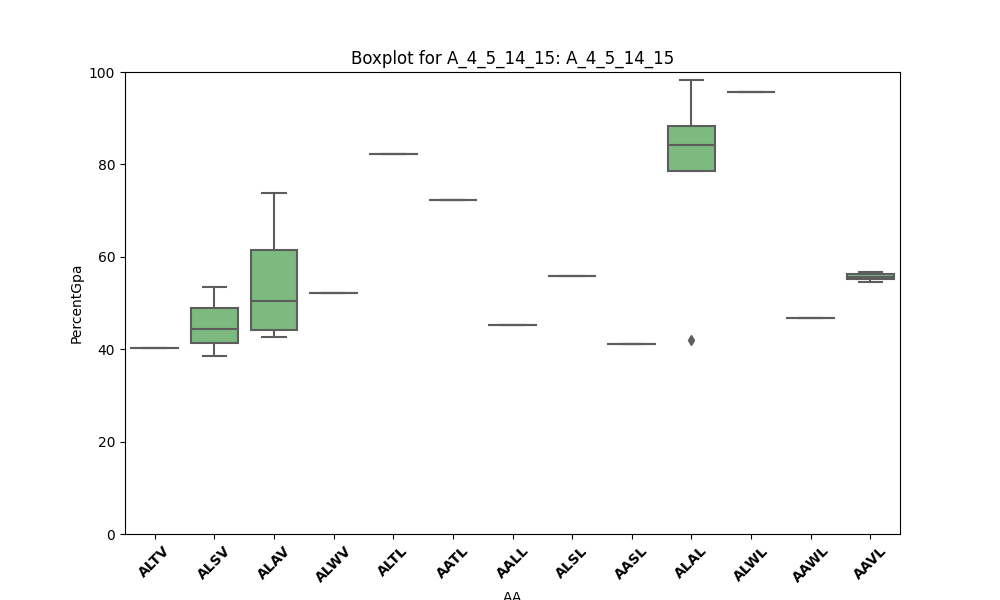 Boxplot for A_4_5_14_15: A_4_5_14_15
100
80
60
40
20
0
PercentGpa
ALTV
ALSV
ALAV
ALWV
ALTL
AATL
AALL
ALSL
AASL
ALAL
ALWL
AAWL
AAVL
AA